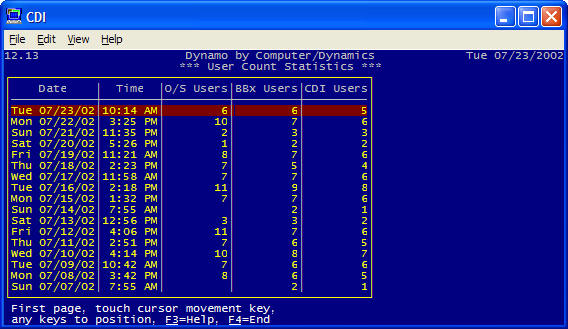 CDI
File Edit View Help
12.13 Dynamo by Computer/Dynamics Tue 07/23/2002
*** User Count Statistics ***
Date Time O/S Users BBx Users CDI Users
Tue 07/23/02 10:14 AM 6 6 5
Mon 07/22/02 3:25 PM 10 7 6
Sun 07/21/02 11:35 PM 2 3 3
Sat 07/20/02 5:26 PM 1 2 2
Fri 07/19/02 11:21 AM 8 7 6
Thu 07/18/02 2:23 PM 7 5 4
Wed 07/17/02 11:58 AM 7 7 6
Tue 07/16/02 2:18 PM 11 9 8
Mon 07/15/02 1:32 PM 7 7 6
Sun 07/14/02 7:55 AM 2 1
Sat 07/13/02 12:56 PM 3 3 2
Fri 07/12/02 4:06 PM 11 7 6
Thu 07/11/02 2:51 PM 7 6 5
Wed 07/10/02 4:14 PM 10 8 7
Tue 07/09/02 10:42 AM 7 6 6
Mon 07/08/02 3:42 PM 8 6 5
Sun 07/07/02 7:55 AM 2 1
First page, touch cursor movement key,
any keys to position, F3=Help, F4=End